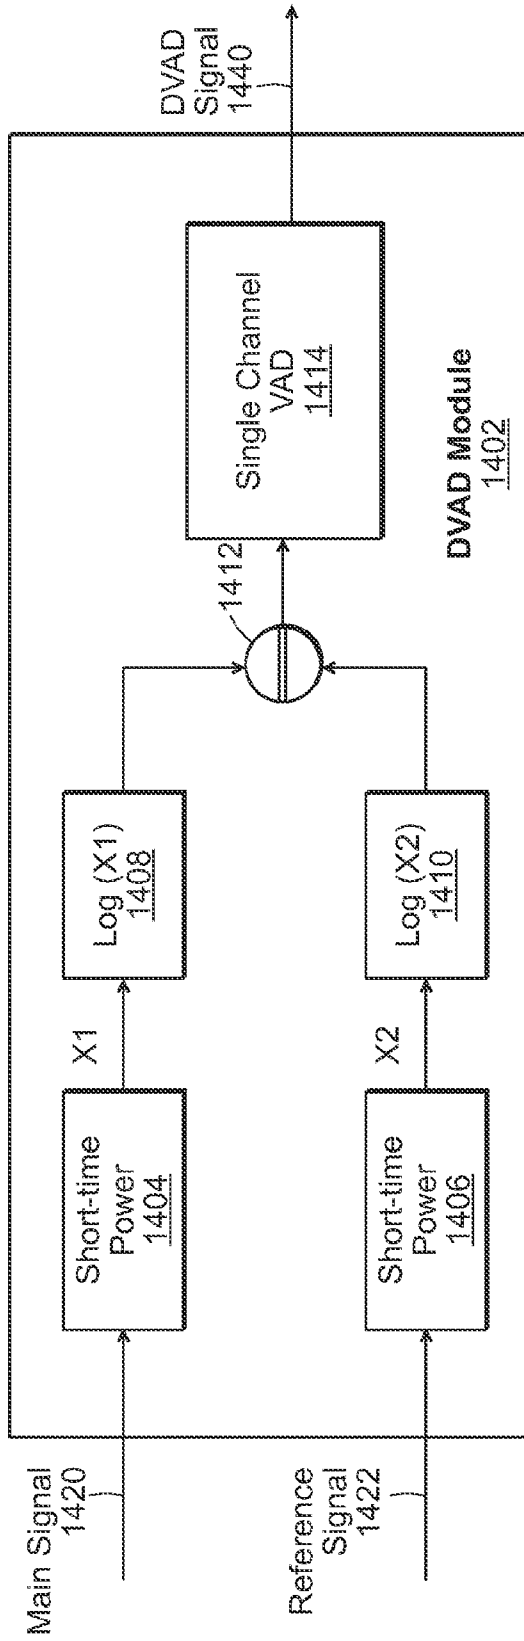 Main Signal
1420
Reference
Signal
1422
Short-time
Power
1404
Short-time
Power
1406
X1
X2
Log (X1)
1408
Log (X2)
1410
1412
Single Channel
VAD
1414
DVAD Module
1402
DVAD
Signal
1440